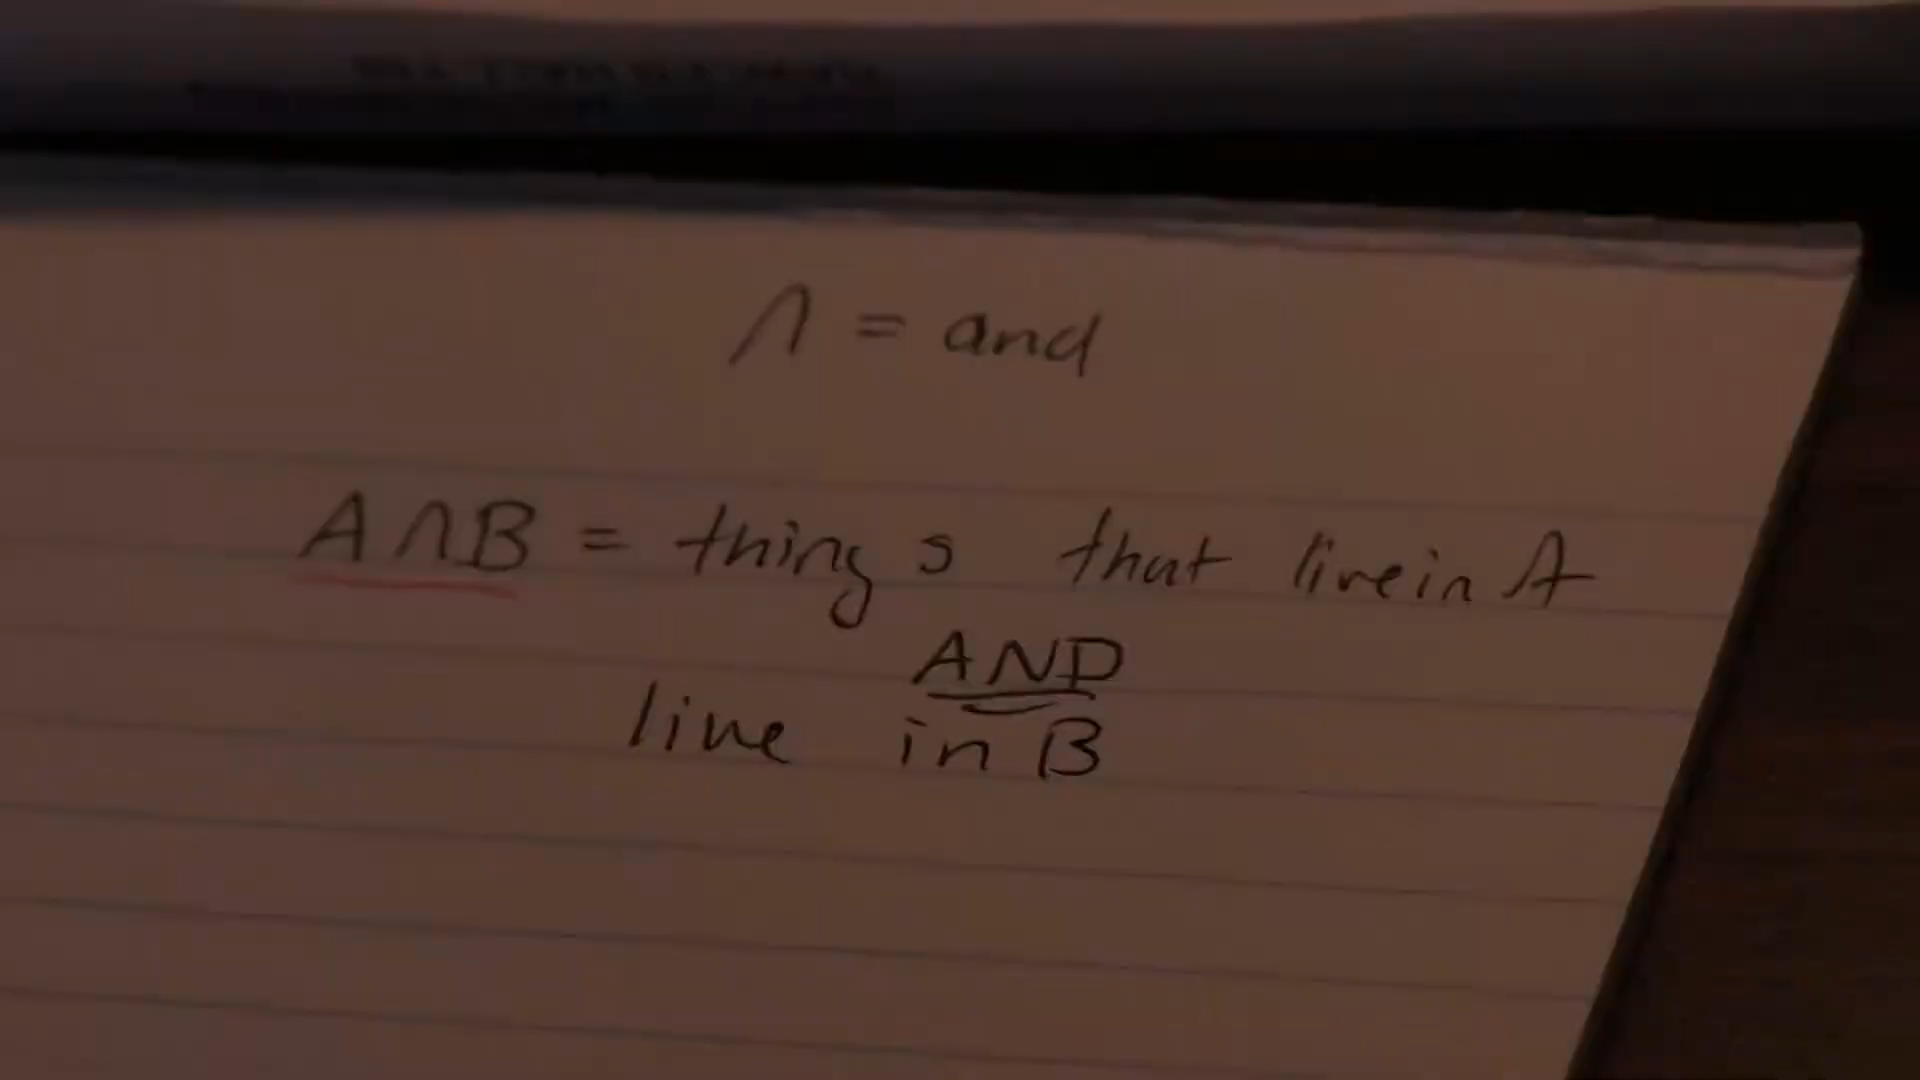 ∩ = and
A∩B = things that live in A
AND
live in B